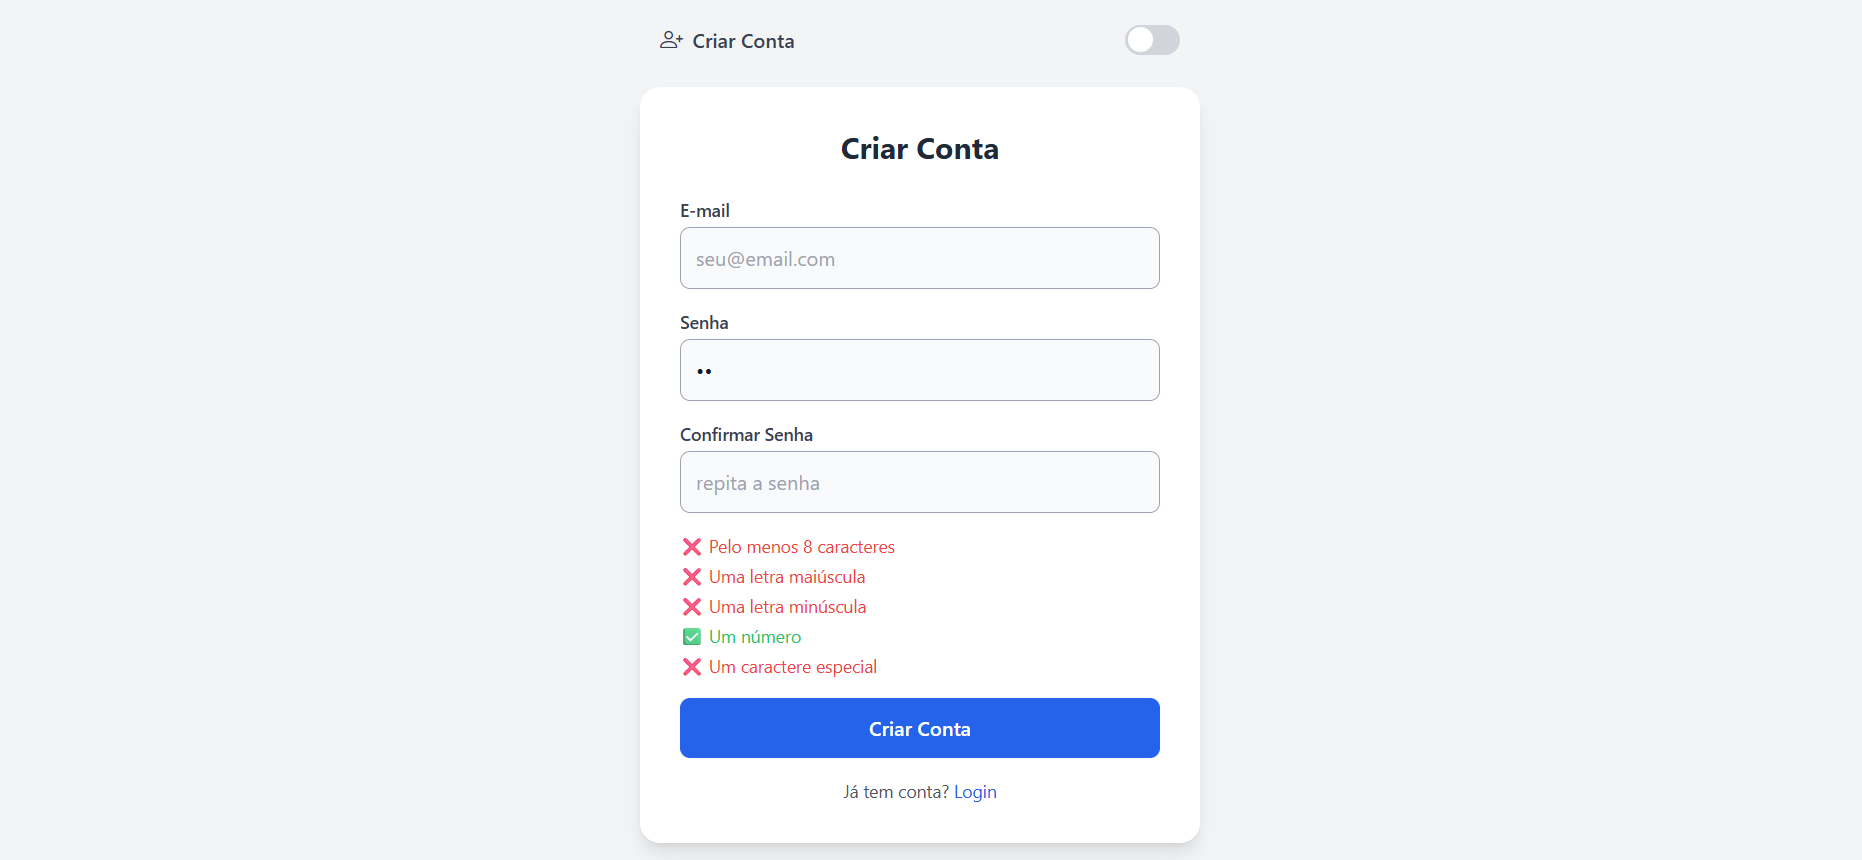 Criar Conta
Criar Conta
E-mail
seu@email.com
Senha
••
Confirmar Senha
repita a senha
❌ Pelo menos 8 caracteres
❌ Uma letra maiúscula
❌ Uma letra minúscula
✅ Um número
❌ Um caractere especial
Criar Conta
Já tem conta? Login